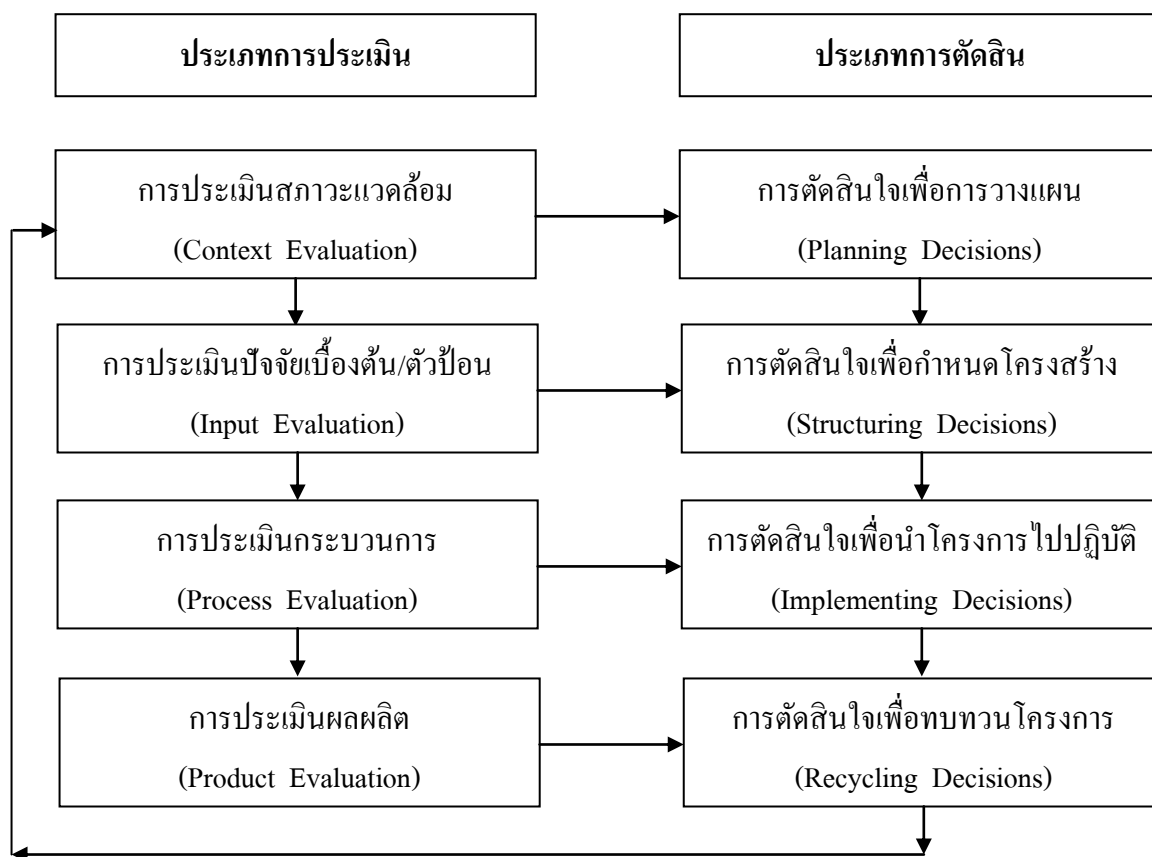 ประเภทการประเมิน
ประเภทการตัดสิน
การประเมินสภาวะแวดล้อม
(Context Evaluation)
การตัดสินใจเพื่อการวางแผน
(Planning Decisions)
การประเมินปัจจัยเบื้องต้น/ตัวป้อน
(Input Evaluation)
การตัดสินใจเพื่อกำหนดโครงสร้าง
(Structuring Decisions)
การประเมินกระบวนการ
(Process Evaluation)
การตัดสินใจเพื่อนำโครงการไปปฏิบัติ
(Implementing Decisions)
การประเมินผลผลิต
(Product Evaluation)
การตัดสินใจเพื่อทบทวนโครงการ
(Recycling Decisions)